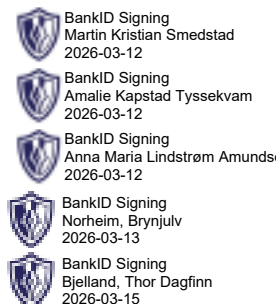 BankID Signing
Martin Kristian Smedstad
2026-03-12
BankID Signing
Amalie Kapstad Tyssekvam
2026-03-12
BankID Signing
Anna Maria Lindstrøm Amunds
2026-03-12
BankID Signing
Norheim, Brynjulv
2026-03-13
BankID Signing
Bjelland, Thor Dagfinn
2026-03-15